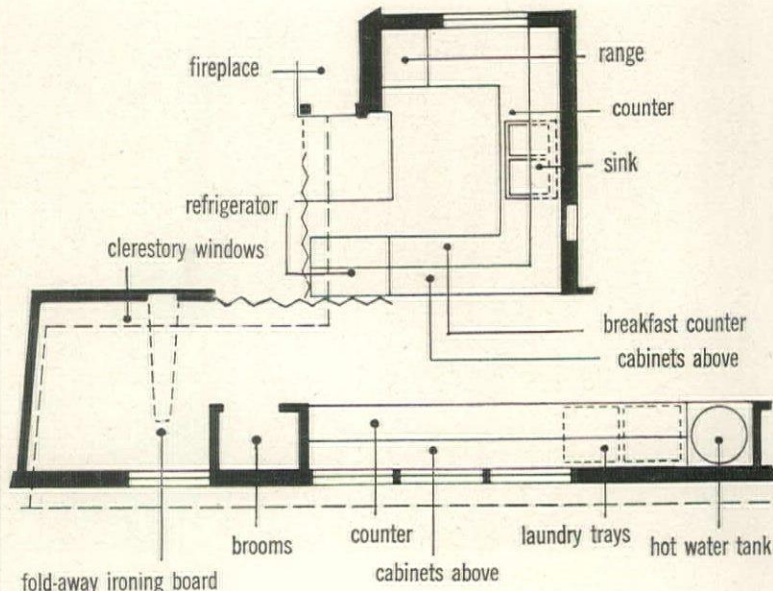 fireplace
range
counter
sink
refrigerator
clerestory windows
breakfast counter
cabinets above
brooms
counter
laundry trays
hot water tank
cabinets above
fold-away ironing board